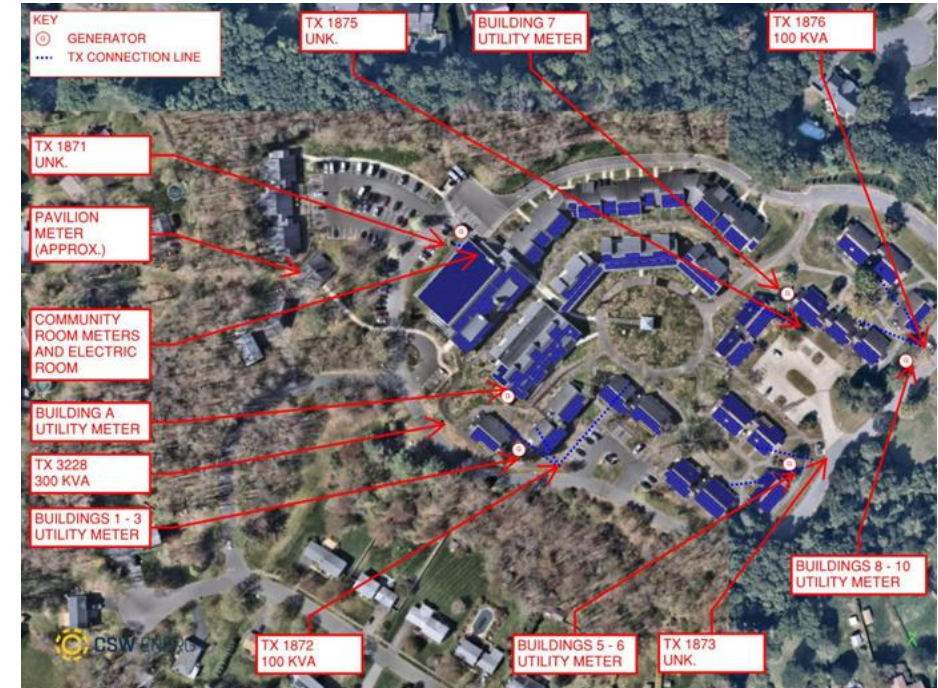 KEY
G GENERATOR
TX CONNECTION LINE
TX 1875
UNK.
BUILDING 7
UTILITY METER
TX 1876
100 KVA
TX 1871
UNK.
PAVILION
METER
(APPROX.)
COMMUNITY
ROOM METERS
AND ELECTRIC
ROOM
BUILDING A
UTILITY METER
TX 3228
300 KVA
BUILDINGS 1 - 3
UTILITY METER
G
G
G
G
G
G
BUILDINGS 8 - 10
UTILITY METER
CSW ENERGY
TX 1872
100 KVA
BUILDINGS 5 - 6
UTILITY METER
TX 1873
UNK.